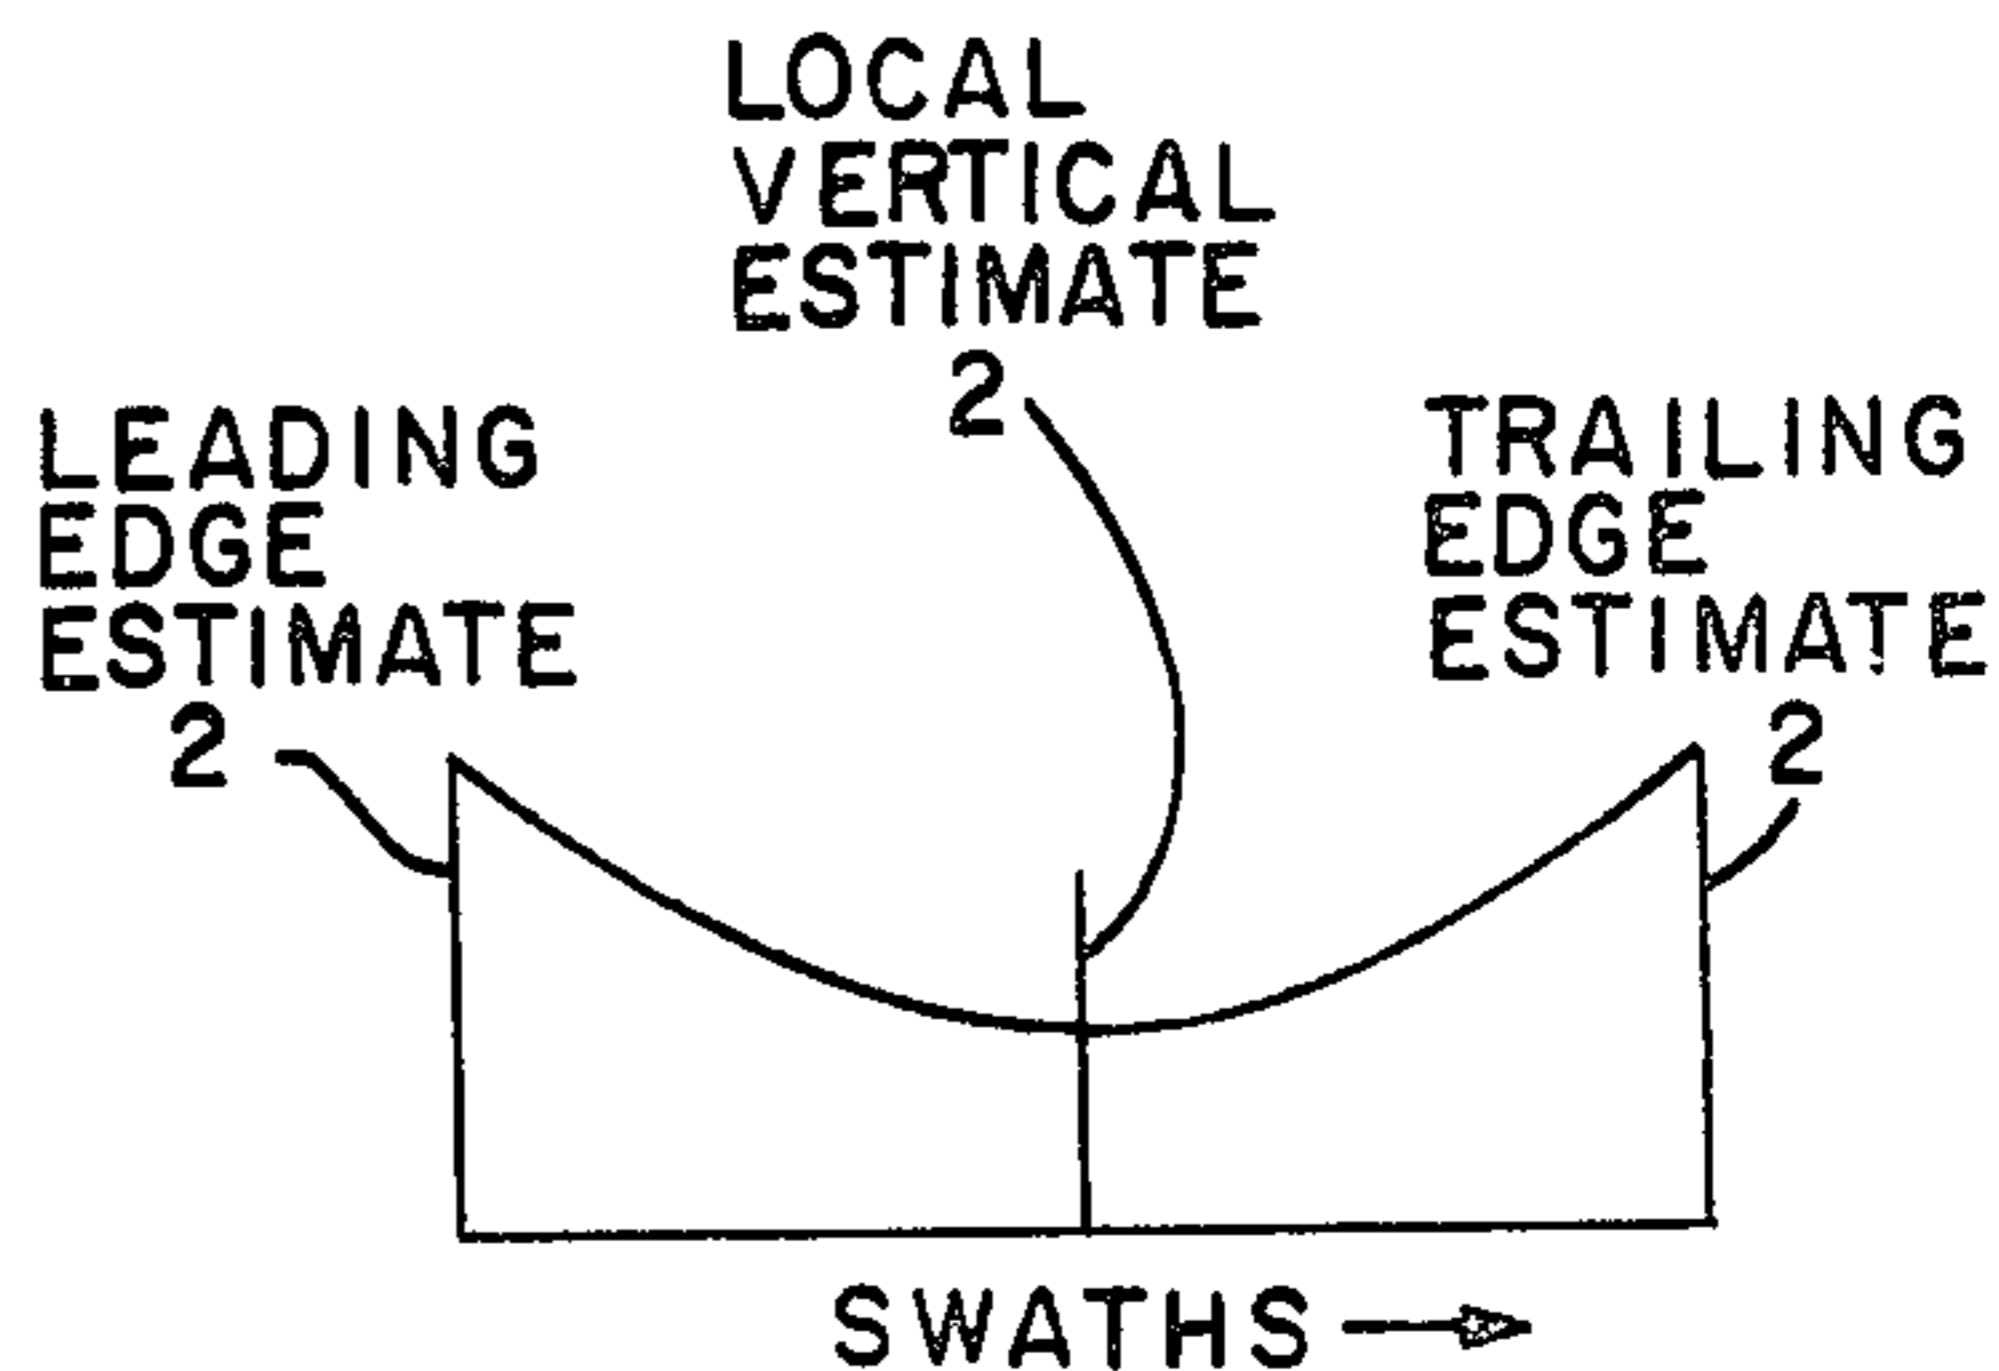 LOCAL
VERTICAL
ESTIMATE
2
LEADING
EDGE
ESTIMATE
2
TRAILING
EDGE
ESTIMATE
2
SWATHS